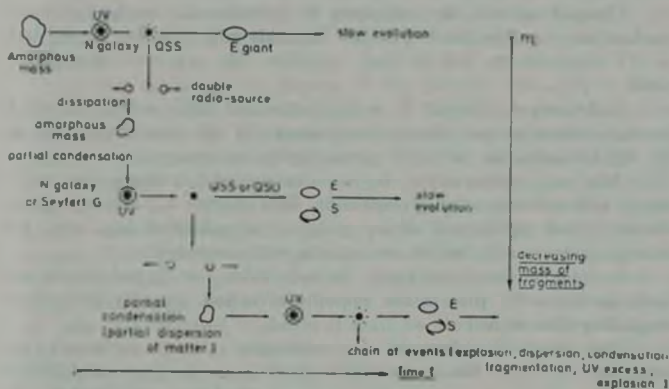 UV
N galaxy
QSS
E giant
slow evolution
Amorphous
mass
dissipation
double
radio-source
amorphous
mass
partial condensation
N galaxy
or Seyfert G
UV
QSS or QSG
E
S
slow
evolution
decreasing
mass of
fragments
partial
condensation
(partial dispersion
of matter)
UV
E
S
chain of events (explosion, dispersion, condensation
fragmentation, UV excess,
explosion
time t